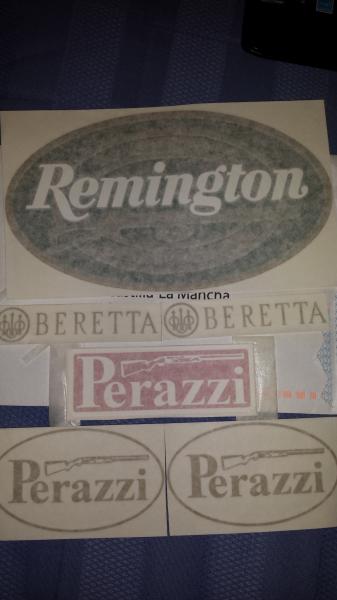 Remington
La Mancha
BERETTA BERETTA
Perazzi
Perazzi Perazzi